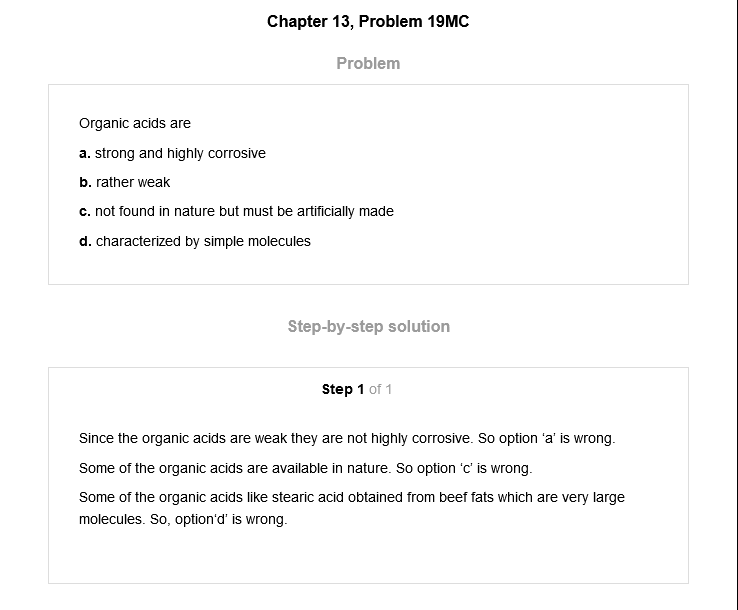 Chapter 13, Problem 19MC
Problem
Organic acids are
a. strong and highly corrosive
b. rather weak
c. not found in nature but must be artificially made
d. characterized by simple molecules
Step-by-step solution
Step 1 of 1
Since the organic acids are weak they are not highly corrosive. So option ‘a’ is wrong.
Some of the organic acids are available in nature. So option ‘c’ is wrong.
Some of the organic acids like stearic acid obtained from beef fats which are very large
molecules. So, option‘d’ is wrong.